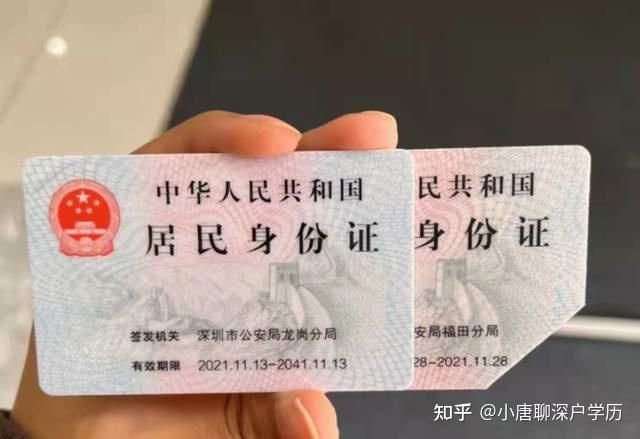 中华人民共和国
居民身份证
签发机关 深圳市公安局龙岗分局
有效期限 2021.11.13-2041.11.13
民共和国
身份证
安局福田分局
28-2021.11.28
知乎 @小唐聊深户学历